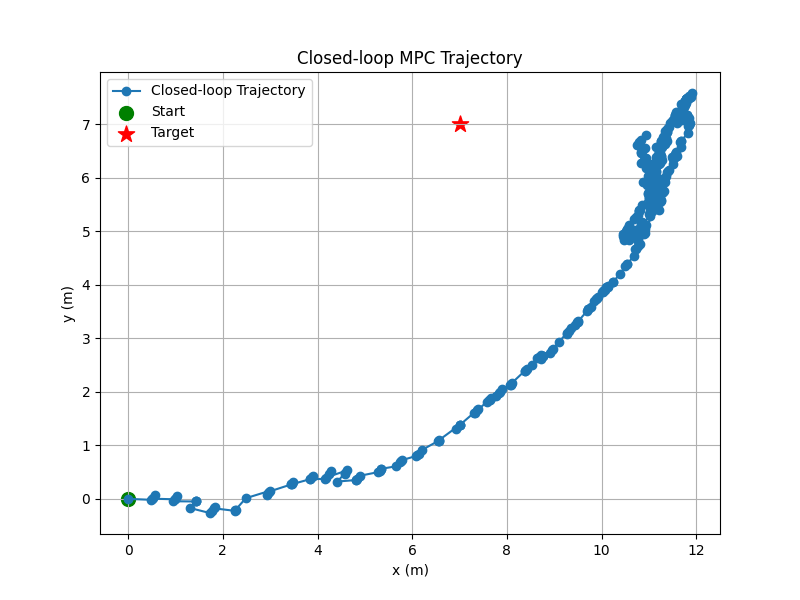 Closed-loop MPC Trajectory
Closed-loop Trajectory
Start
Target
7
6
5
4
3
2
1
0
y (m)
0 2 4 6 8 10 12
x (m)